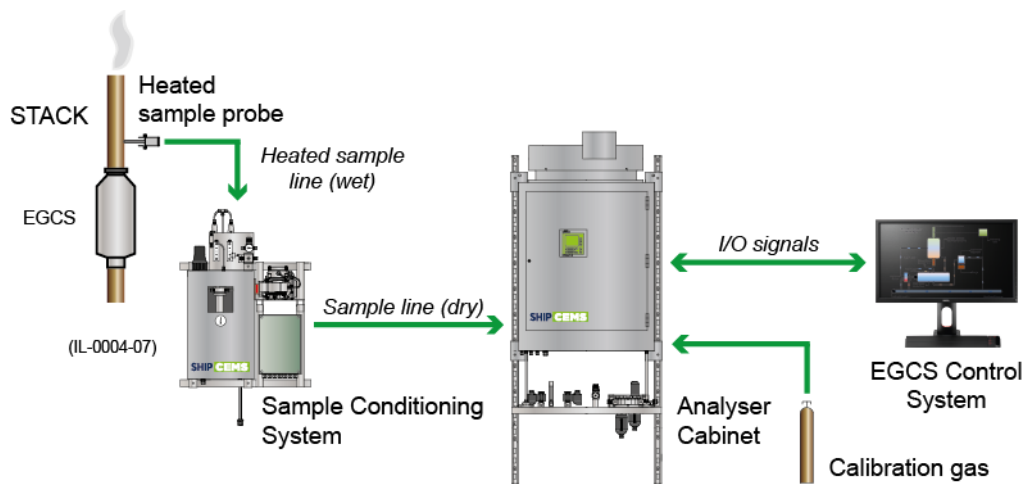 STACK
Heated
sample probe
Heated sample
line (wet)
EGCS
(IL-0004-07)
SHIP CEMS
Sample line (dry)
Sample Conditioning
System
SHIP CEMS
Analyser
Cabinet
I/O signals
EGCS Control
System
Calibration gas